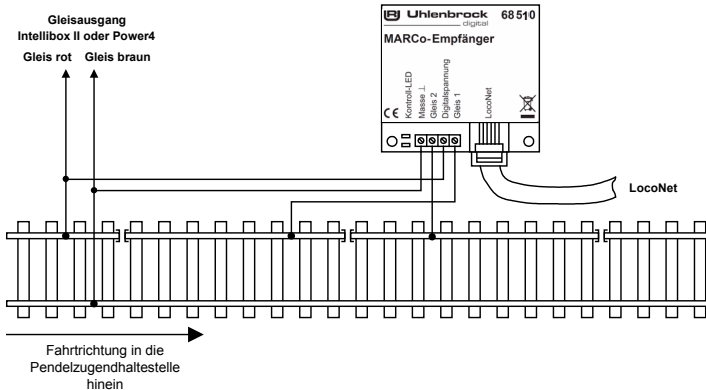 Gleisausgang
Intellibox II oder Power4
Gleis rot Gleis braun
Uhlenbrock 68 510
digital
MARCo-Empfänger
Kontroll-LED
Masse ⊥
Gleis 2
Digitalspannung
Gleis 1
LocoNet
CE
LocoNet
Fahrtrichtung in die
Pendelzugendhaltestelle
hinein